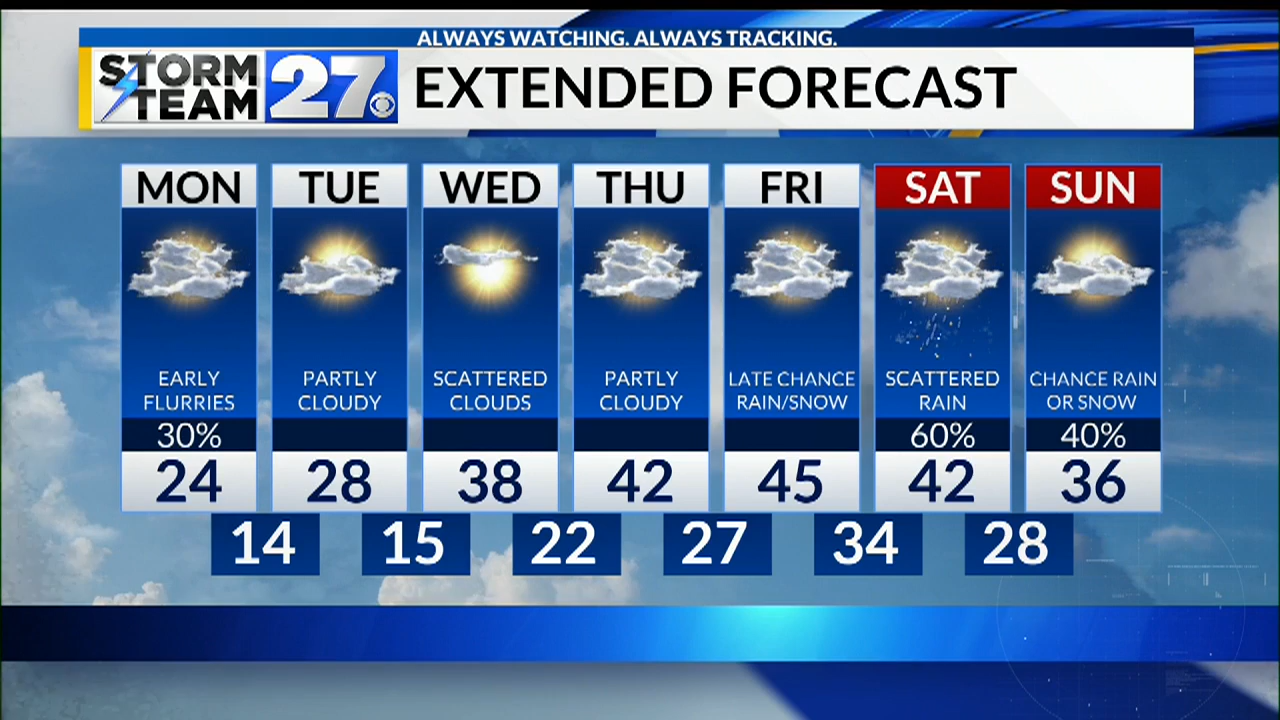 ALWAYS WATCHING. ALWAYS TRACKING.
STORM TEAM 27
EXTENDED FORECAST
MON TUE WED THU FRI SAT SUN
EARLY PARTLY SCATTERED PARTLY LATE CHANCE SCATTERED CHANCE RAIN
FLURRIES CLOUDY CLOUDS CLOUDY RAIN/SNOW RAIN OR SNOW
30% 60% 40%
24 28 38 42 45 42 36
14 15 22 27 34 28